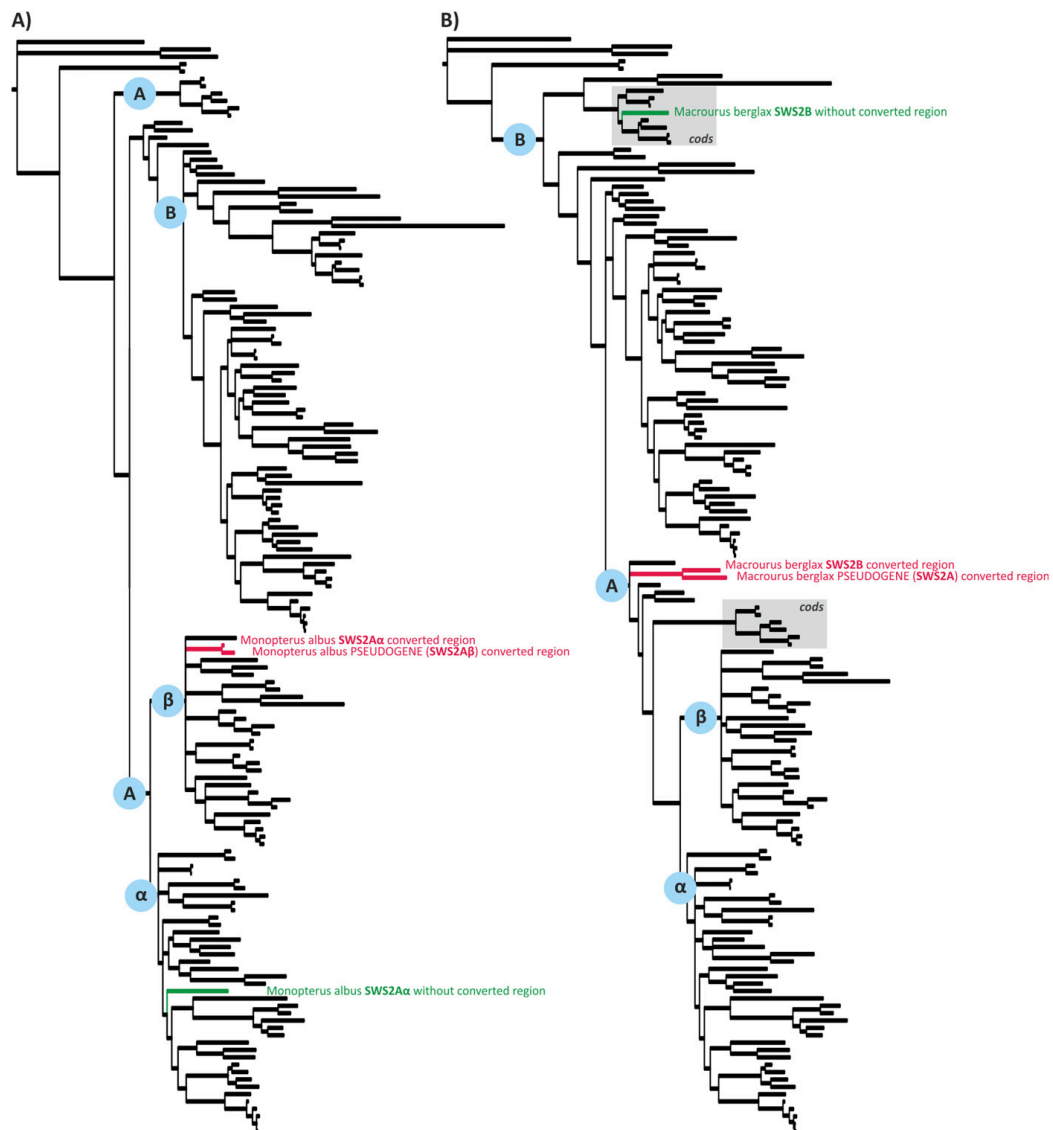 A)
A
B
Monopterus albus SWS2Aα converted region
Monopterus albus PSEUDOGENE (SWS2Aβ) converted region
β
A
α
Monopterus albus SWS2Aα without converted region
B)
Macrourus berglax SWS2B without converted region
cods
B
Macrourus berglax SWS2B converted region
Macrourus berglax PSEUDOGENE (SWS2A) converted region
A
cods
β
α